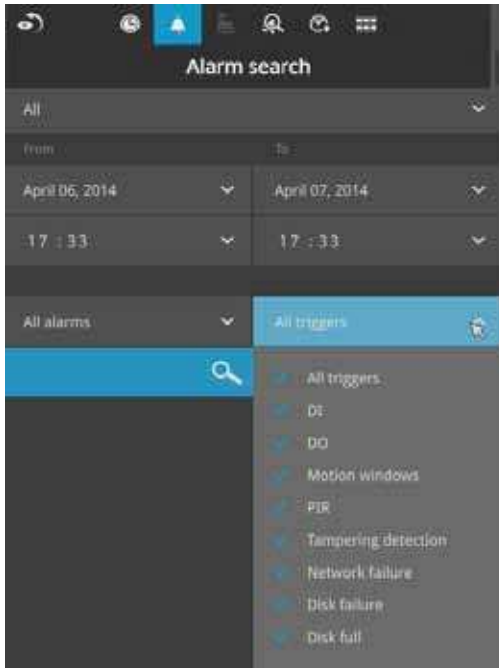 Alarm search
All
From To
April 06, 2014 April 07, 2014
17 : 33 17 : 33
All alarms All triggers
All triggers
DI
DO
Motion windows
PIR
Tampering detection
Network failure
Disk failure
Disk full